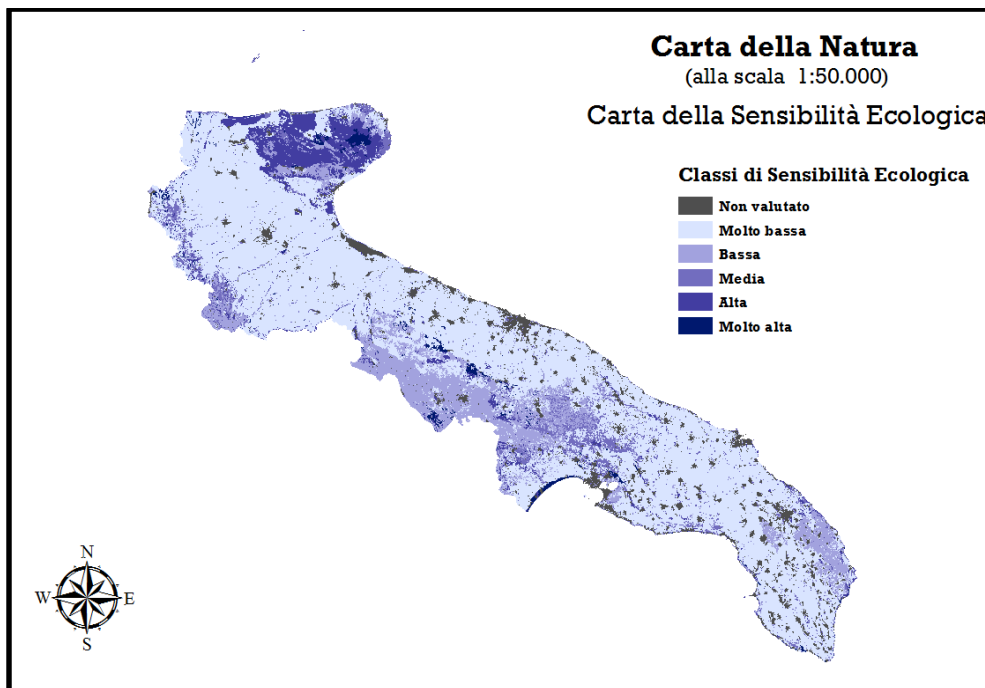 Carta della Natura
(alla scala 1:50.000)
Carta della Sensibilità Ecologica
Classi di Sensibilità Ecologica
Non valutato
Molto bassa
Bassa
Media
Alta
Molto alta
N
W E
S